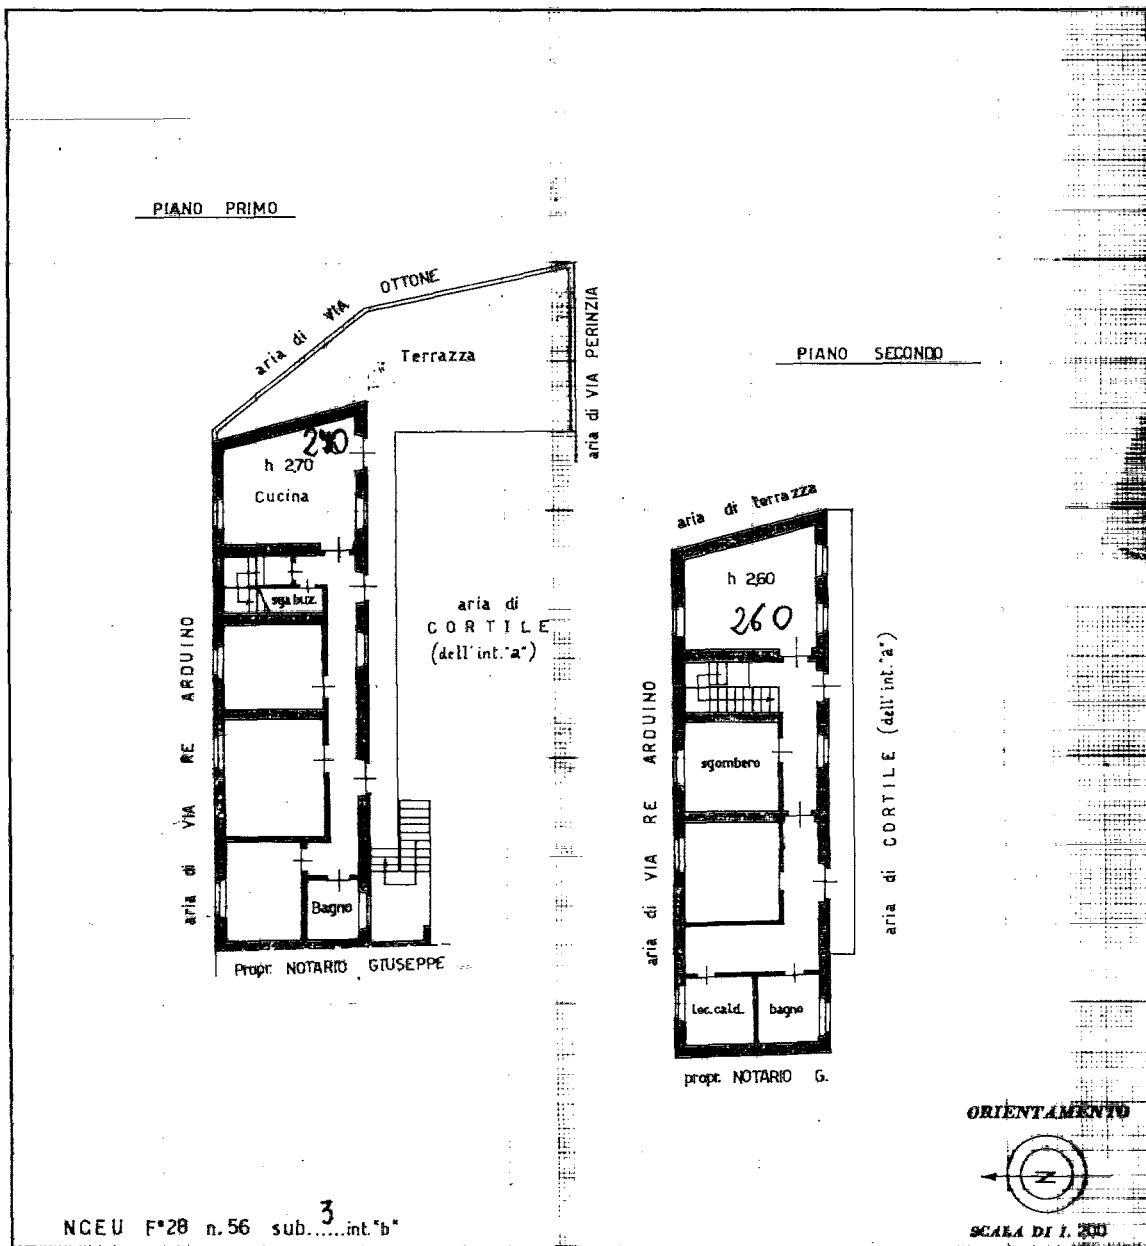 PIANO PRIMO
aria di VIA OTTONE
Terrazza
aria di VIA PERINZIA
270
h 2,70
Cucina
sgabuz.
aria di
CORTILE
(dell'int."a")
aria di VIA RE ARDUINO
Bagno
Propr. NOTARIO GIUSEPPE
PIANO SECONDO
aria di terrazza
h 2,60
260
sgombero
aria di VIA RE ARDUINO
aria di CORTILE (dell'int."a")
loc.cald.
bagno
propr. NOTARIO G.
ORIENTAMENTO
N
SCALA DI 1. 200
NCEU F°28 n.56 sub...3...int."b"